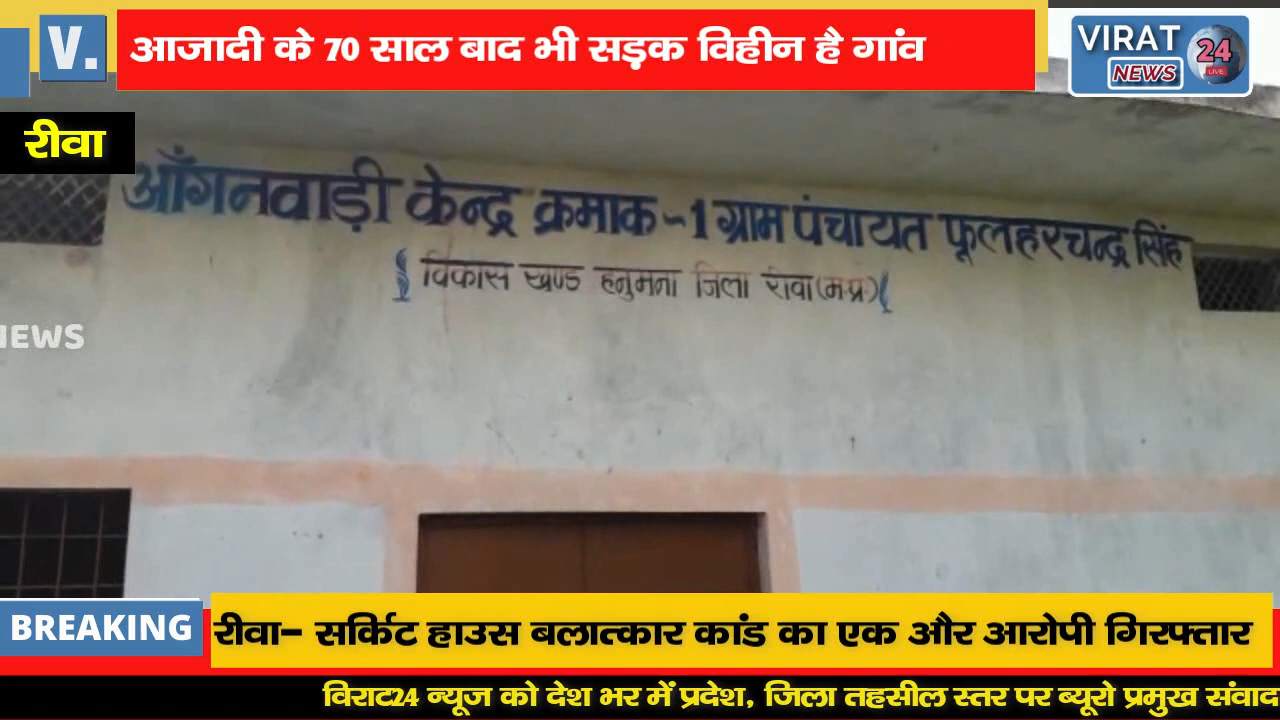 V.
आजादी के 70 साल बाद भी सड़क विहीन है गांव
VIRAT
24
LIVE
NEWS
रीवा
आँगनवाड़ी केन्द्र क्रमाक-1 ग्राम पंचायत फूलहरचन्द्र सिंह
विकास खण्ड हनुमना जिला रीवा (म.प्र.)
NEWS
BREAKING
रीवा- सर्किट हाउस बलात्कार कांड का एक और आरोपी गिरफ्तार
विराट24 न्यूज को देश भर में प्रदेश, जिला तहसील स्तर पर ब्यूरो प्रमुख संवाद